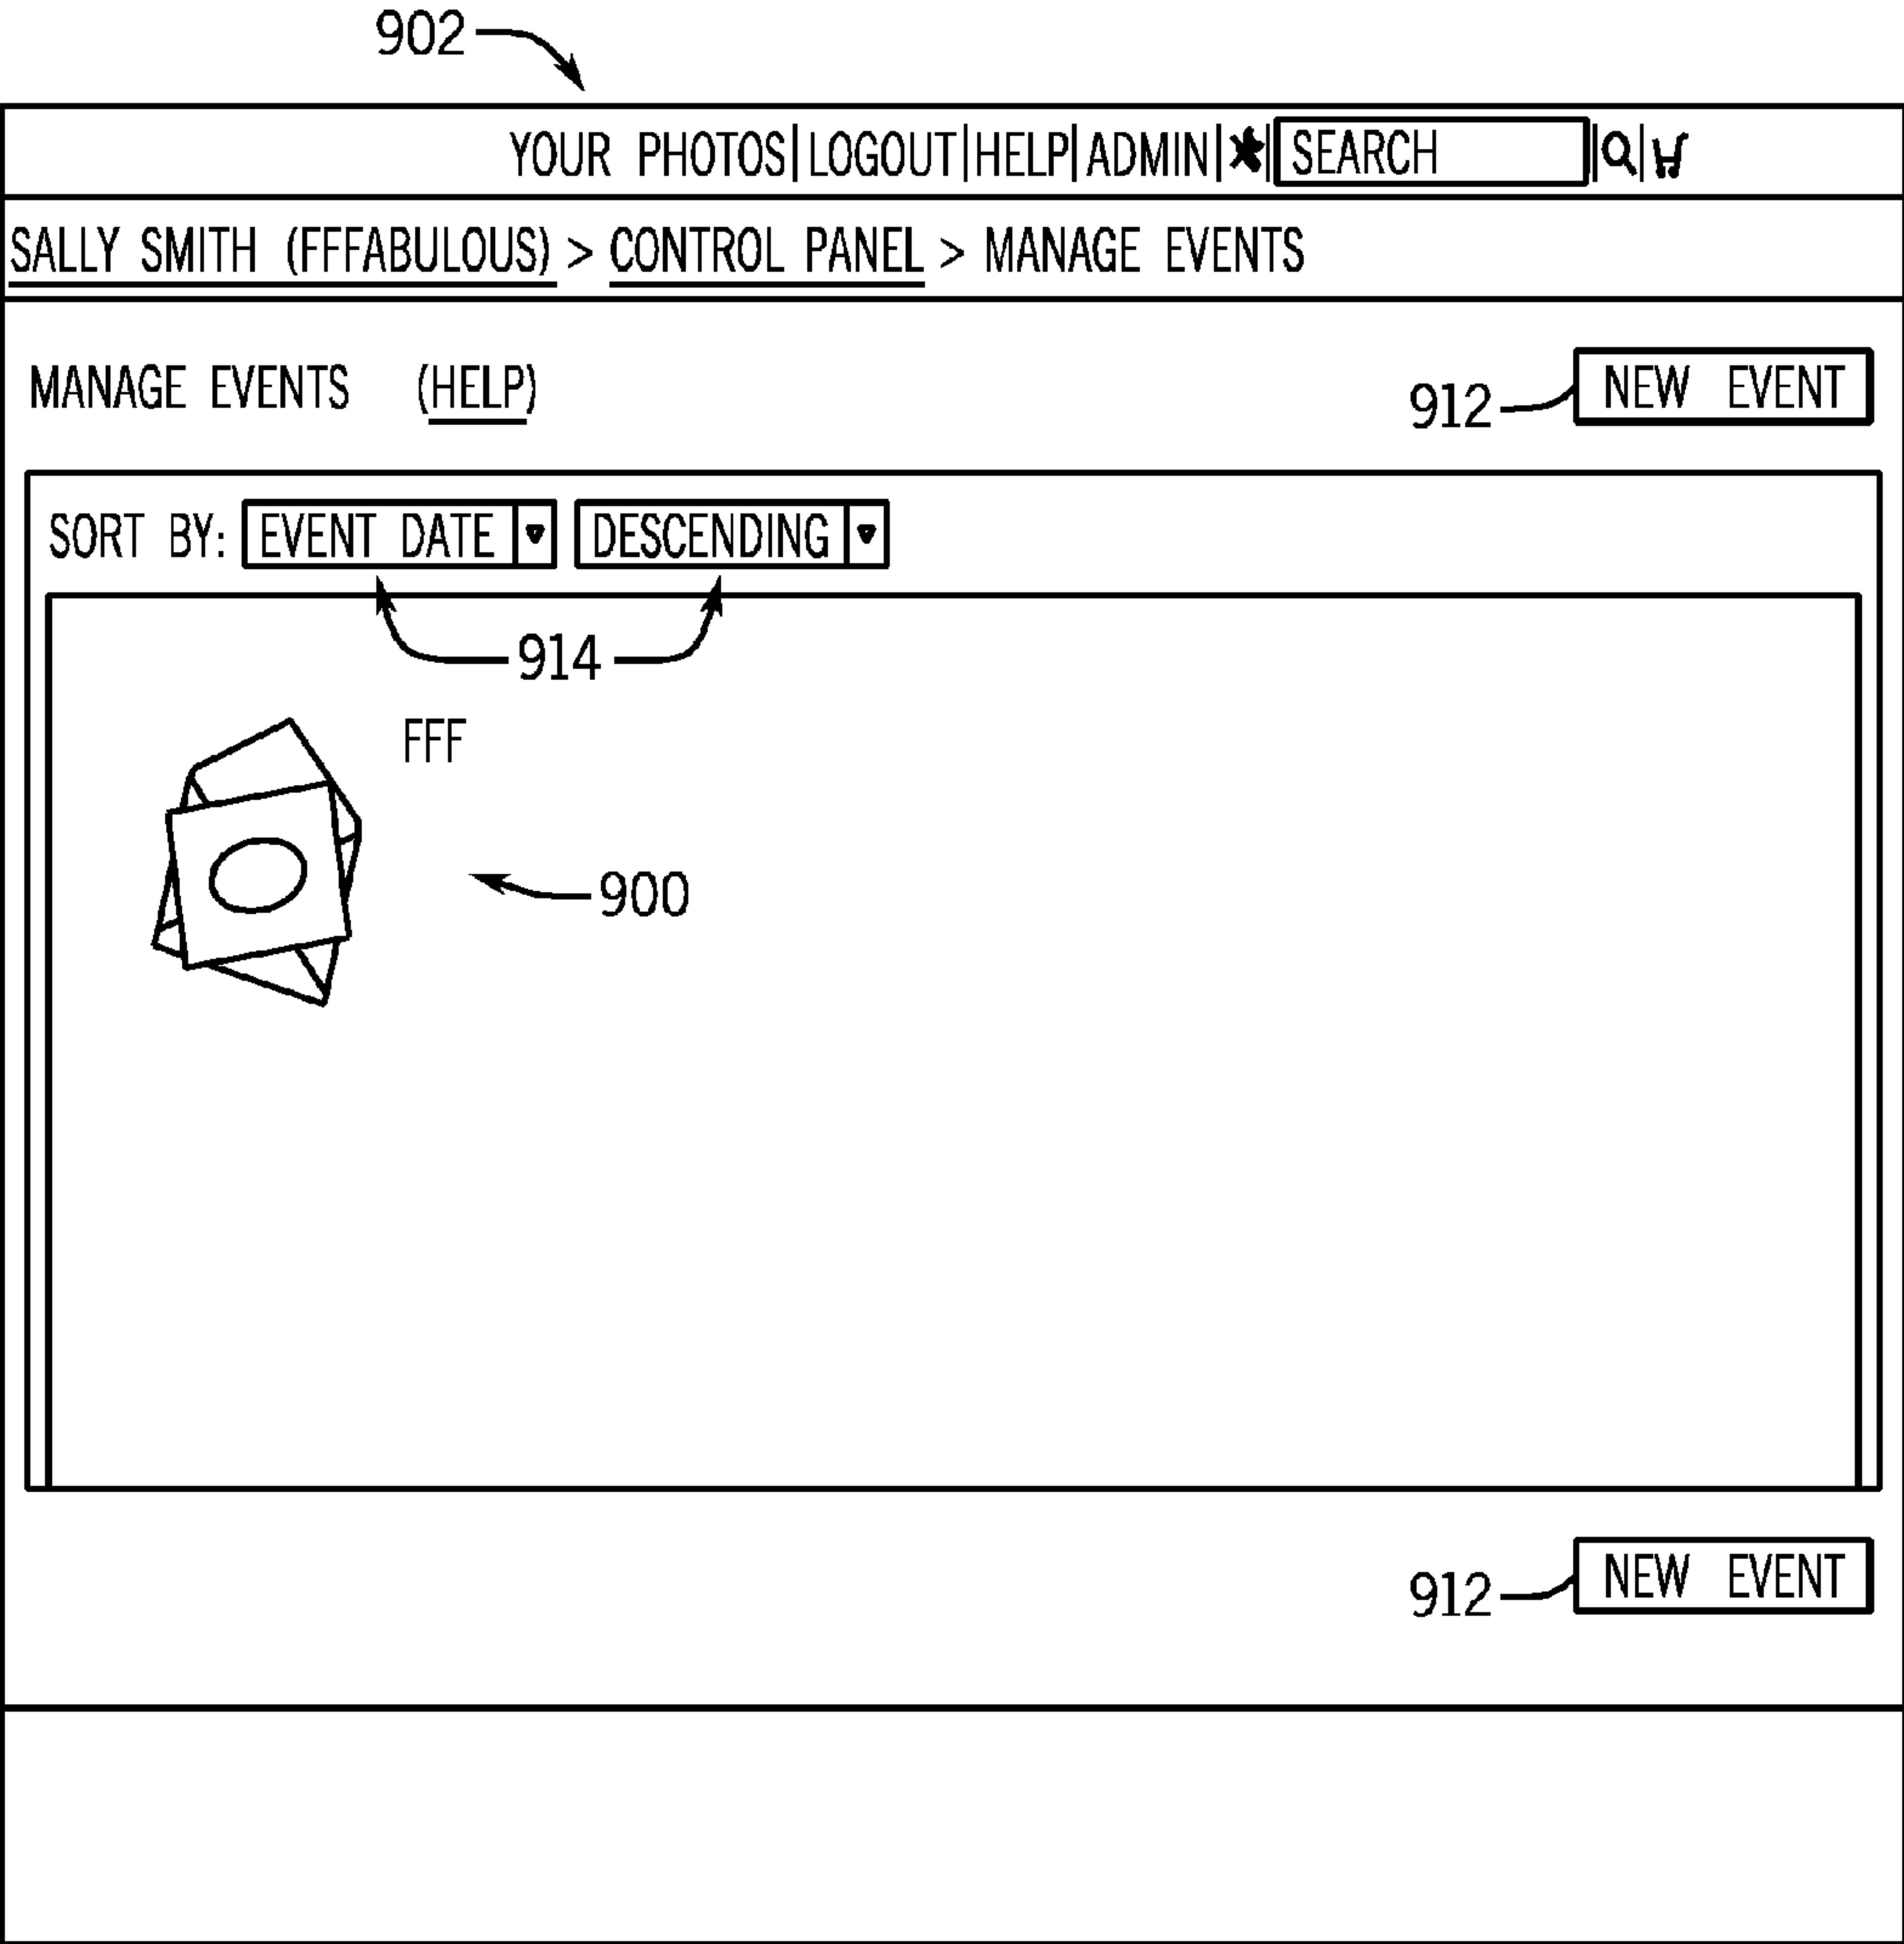 902
YOUR PHOTOS|LOGOUT|HELP|ADMIN| |SEARCH
SALLY SMITH (FFFABULOUS) > CONTROL PANEL > MANAGE EVENTS
MANAGE EVENTS (HELP)
912 NEW EVENT
SORT BY: EVENT DATE DESCENDING
914
FFF
900
912 NEW EVENT